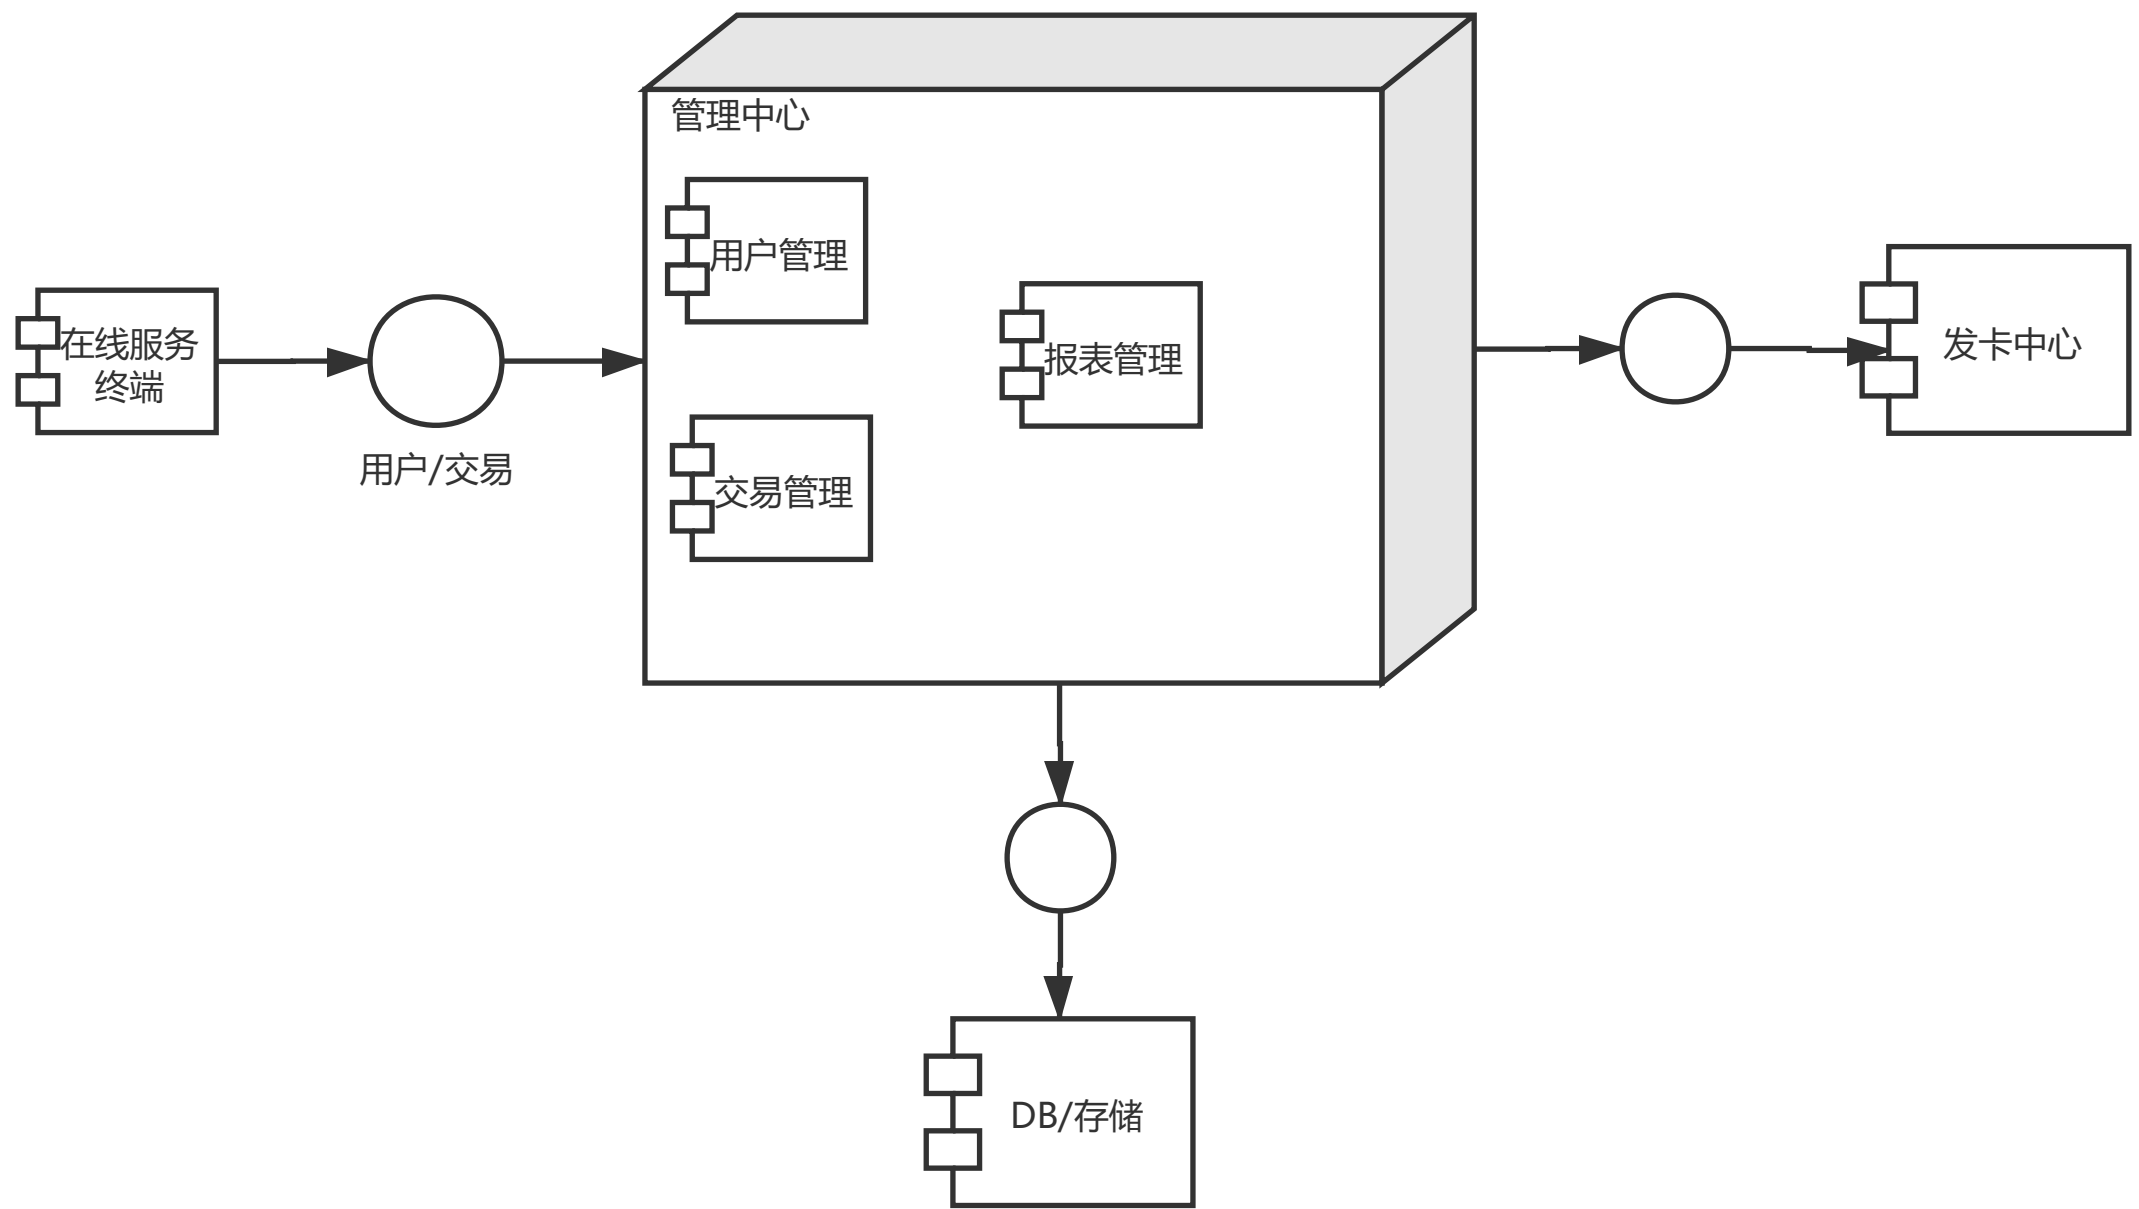 管理中心
用户管理
在线服务
终端
报表管理
发卡中心
用户/交易
交易管理
DB/存储